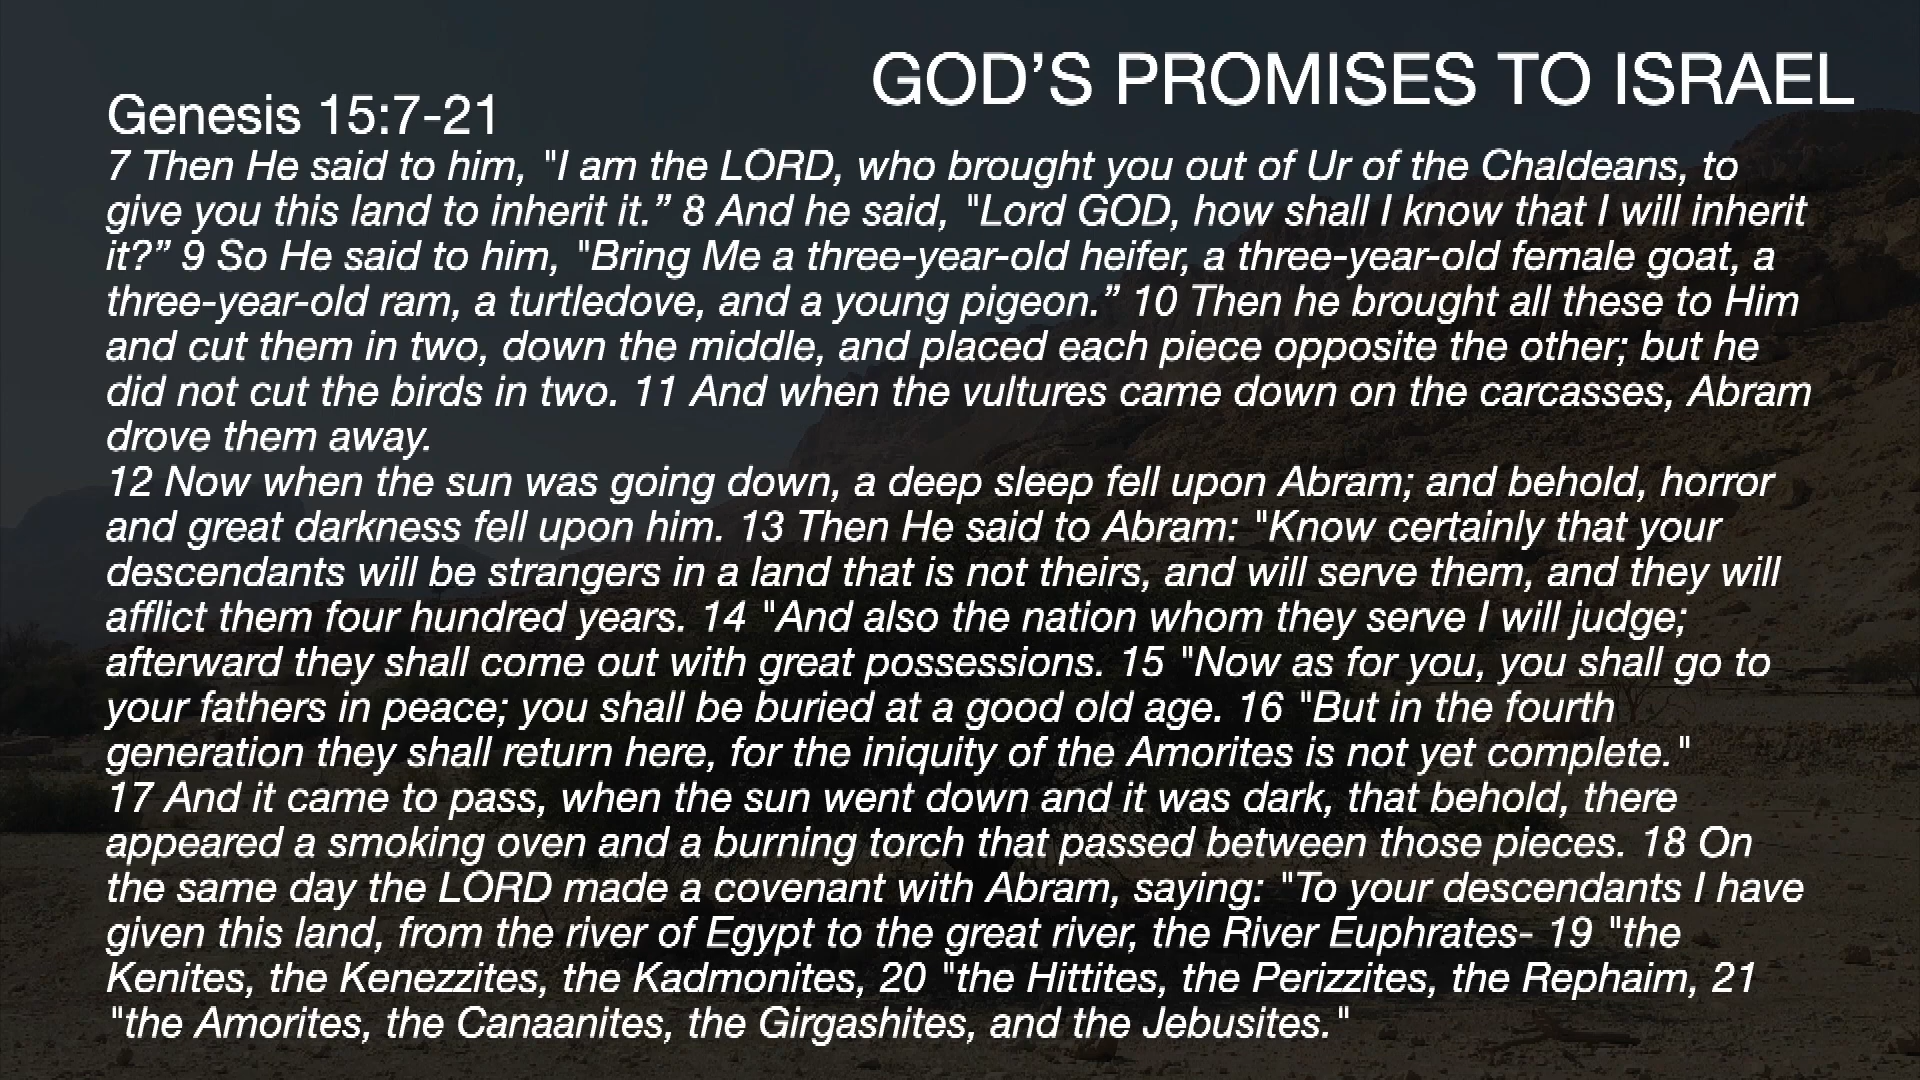 GOD’S PROMISES TO ISRAEL
Genesis 15:7-21
7 Then He said to him, "I am the LORD, who brought you out of Ur of the Chaldeans, to
give you this land to inherit it.” 8 And he said, "Lord GOD, how shall I know that I will inherit
it?” 9 So He said to him, "Bring Me a three-year-old heifer, a three-year-old female goat, a
three-year-old ram, a turtledove, and a young pigeon.” 10 Then he brought all these to Him
and cut them in two, down the middle, and placed each piece opposite the other; but he
did not cut the birds in two. 11 And when the vultures came down on the carcasses, Abram
drove them away.
12 Now when the sun was going down, a deep sleep fell upon Abram; and behold, horror
and great darkness fell upon him. 13 Then He said to Abram: "Know certainly that your
descendants will be strangers in a land that is not theirs, and will serve them, and they will
afflict them four hundred years. 14 "And also the nation whom they serve I will judge;
afterward they shall come out with great possessions. 15 "Now as for you, you shall go to
your fathers in peace; you shall be buried at a good old age. 16 "But in the fourth
generation they shall return here, for the iniquity of the Amorites is not yet complete."
17 And it came to pass, when the sun went down and it was dark, that behold, there
appeared a smoking oven and a burning torch that passed between those pieces. 18 On
the same day the LORD made a covenant with Abram, saying: "To your descendants I have
given this land, from the river of Egypt to the great river, the River Euphrates- 19 "the
Kenites, the Kenezzites, the Kadmonites, 20 "the Hittites, the Perizzites, the Rephaim, 21
"the Amorites, the Canaanites, the Girgashites, and the Jebusites."